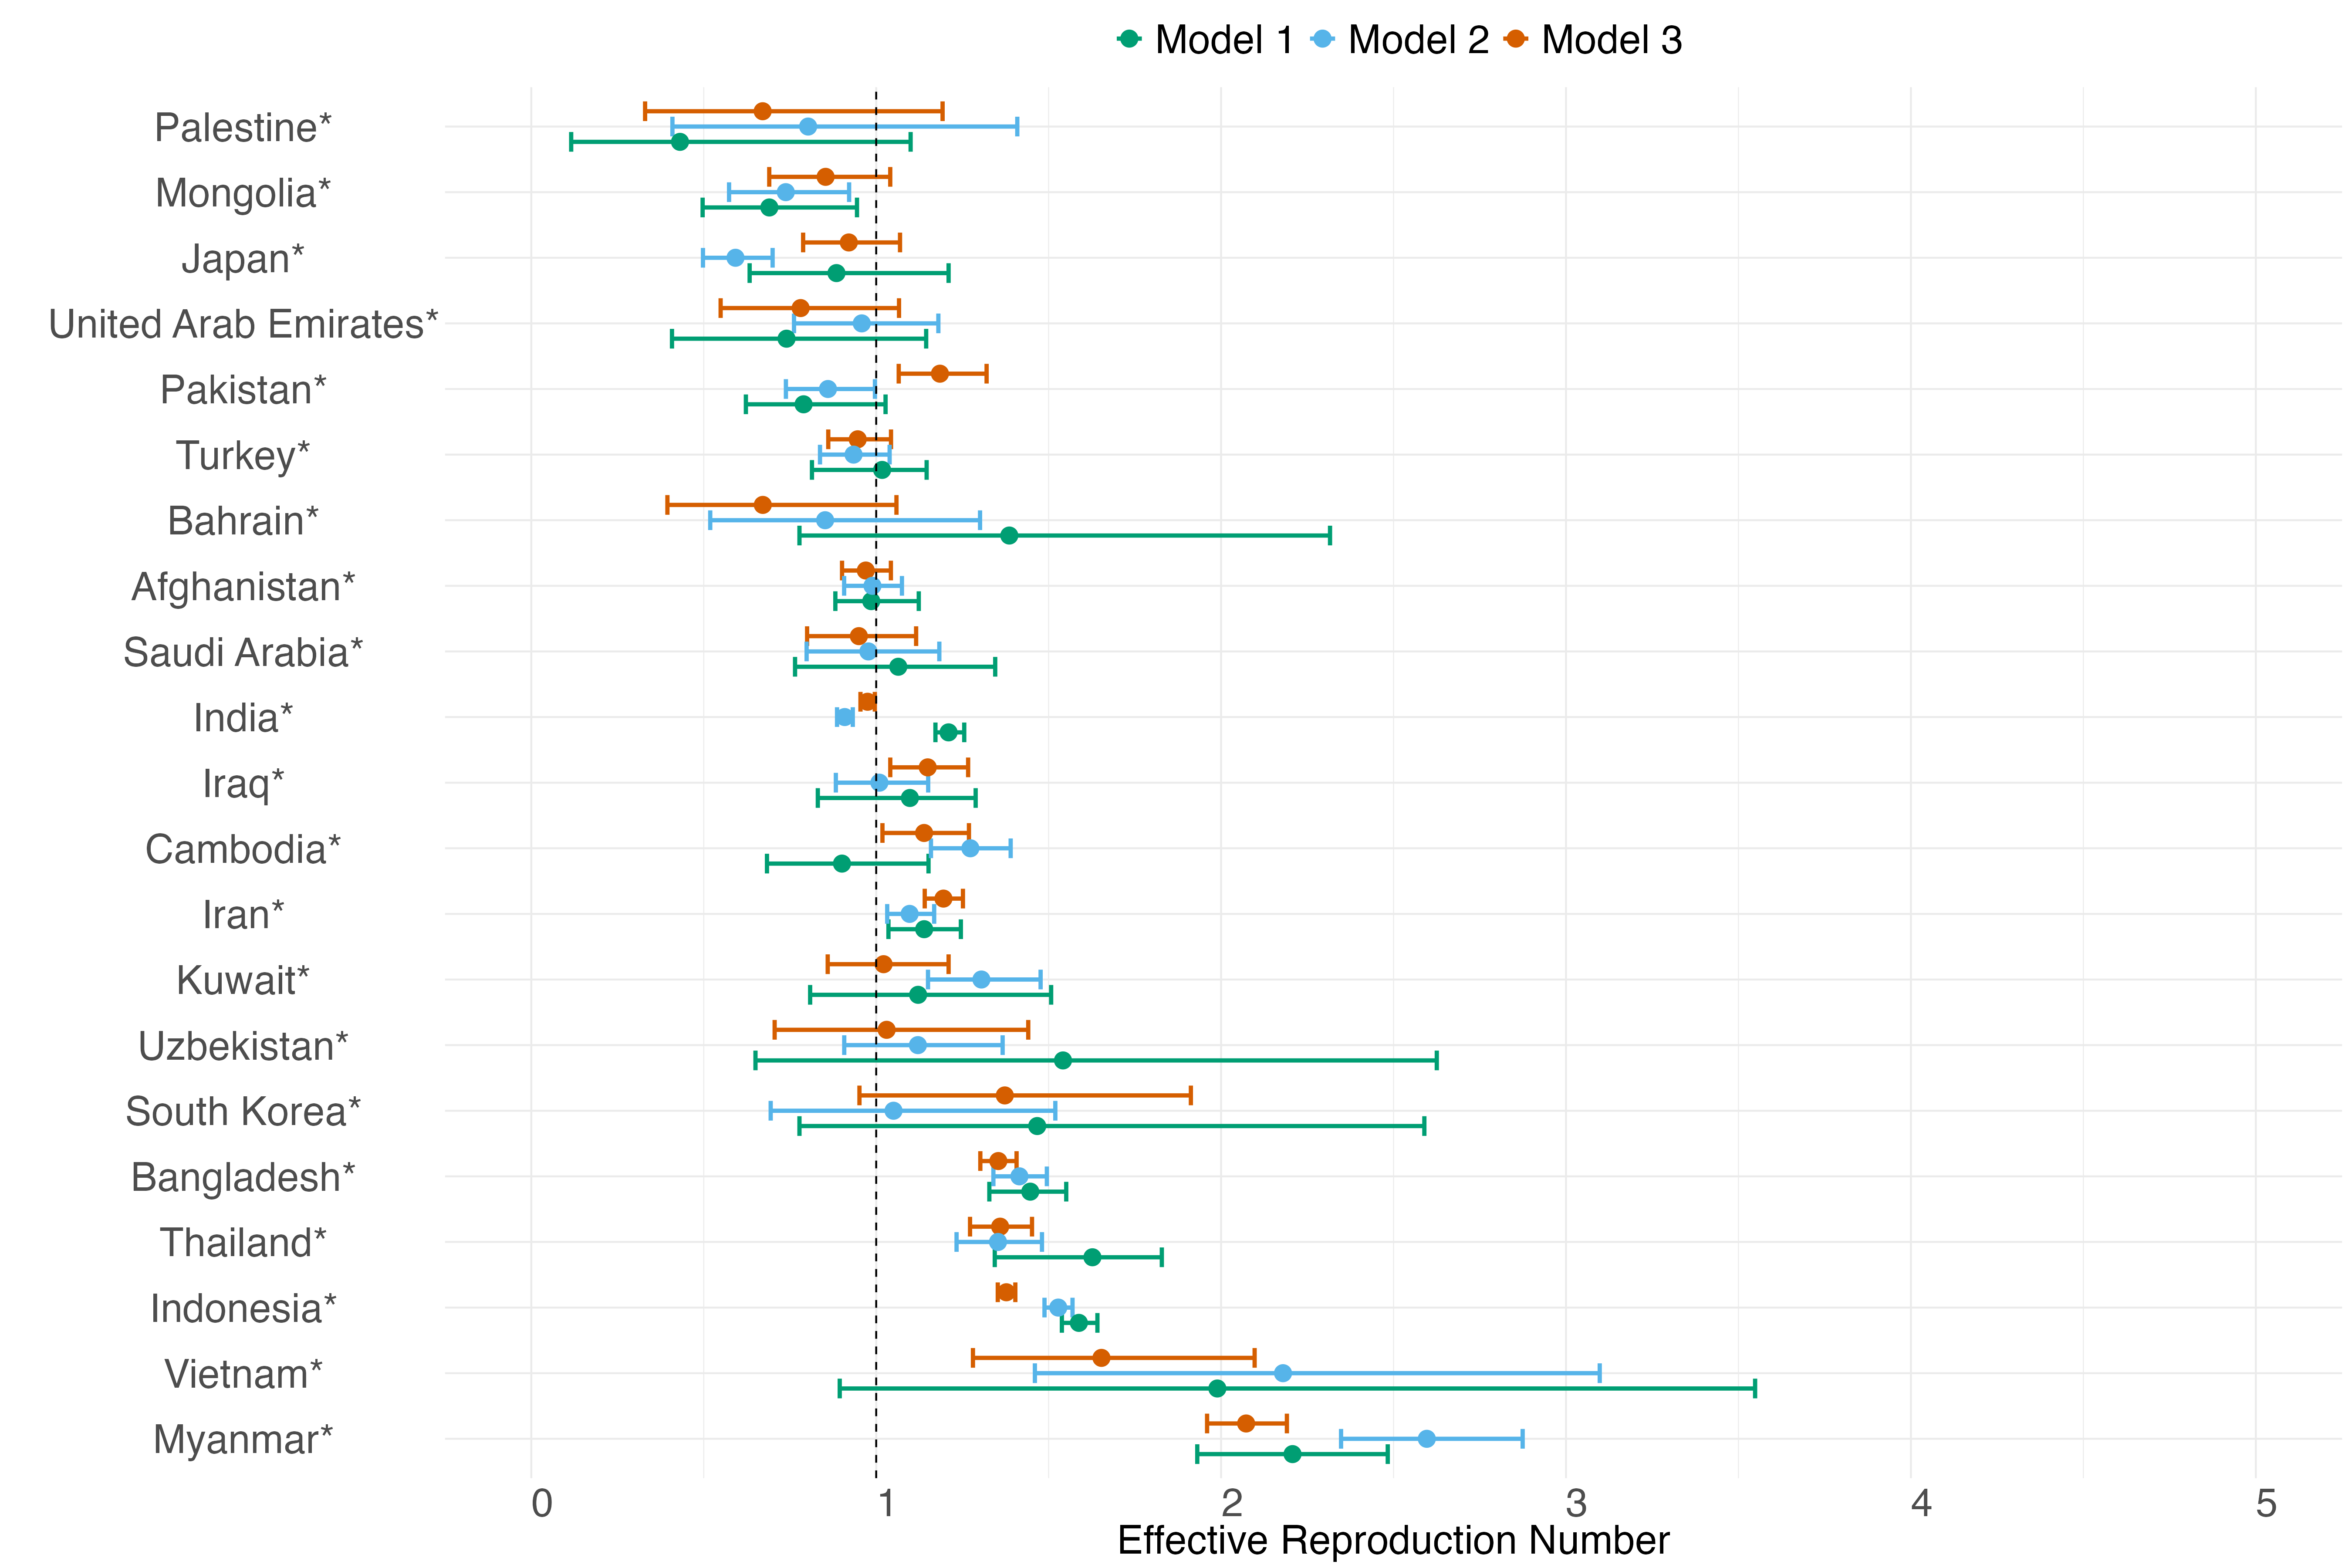 Model 1 Model 2 Model 3
Palestine*
Mongolia*
Japan*
United Arab Emirates*
Pakistan*
Turkey*
Bahrain*
Afghanistan*
Saudi Arabia*
India*
Iraq*
Cambodia*
Iran*
Kuwait*
Uzbekistan*
South Korea*
Bangladesh*
Thailand*
Indonesia*
Vietnam*
Myanmar*
0 1 2 3 4 5
Effective Reproduction Number